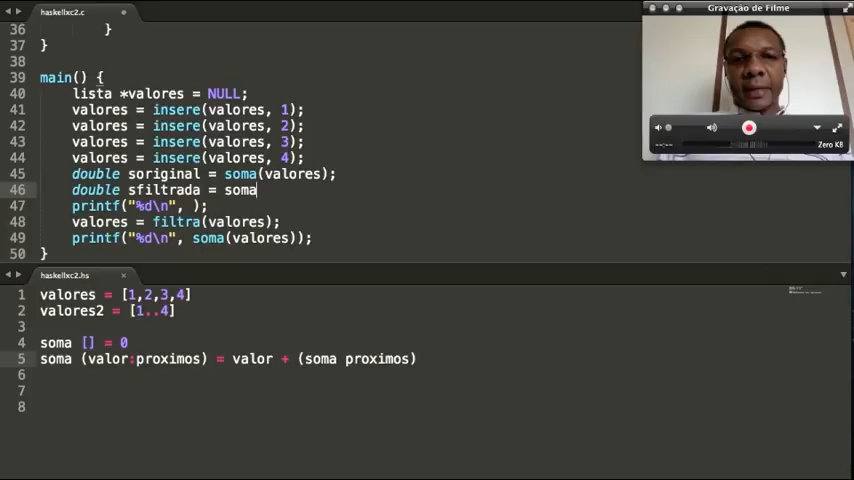 haskellxc2.c
Gravação de Filme
36 }
37 }
38
39 main() {
40 lista *valores = NULL;
41 valores = insere(valores, 1);
42 valores = insere(valores, 2);
43 valores = insere(valores, 3);
44 valores = insere(valores, 4);
45 double soriginal = soma(valores);
46 double sfiltrada = soma
47 printf("%d\n", );
48 valores = filtra(valores);
49 printf("%d\n", soma(valores));
50 }
--:-- Zero KB
haskellxc2.hs
1 valores = [1,2,3,4]
2 valores2 = [1..4]
3
4 soma [] = 0
5 soma (valor:proximos) = valor + (soma proximos)
6
7
8